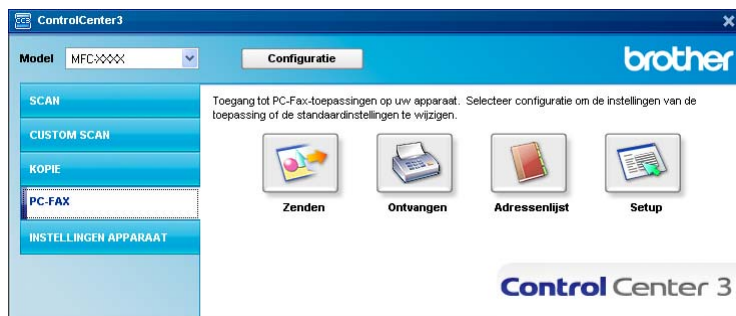 ControlCenter3
Model MFC-XXXX Configuratie brother
SCAN
CUSTOM SCAN
KOPIE
PC-FAX
INSTELLINGEN APPARAAT
Toegang tot PC-Fax-toepassingen op uw apparaat. Selecteer configuratie om de instellingen van de
toepassing of de standaardinstellingen te wijzigen.
Zenden Ontvangen Adressenlijst Setup
Control Center 3